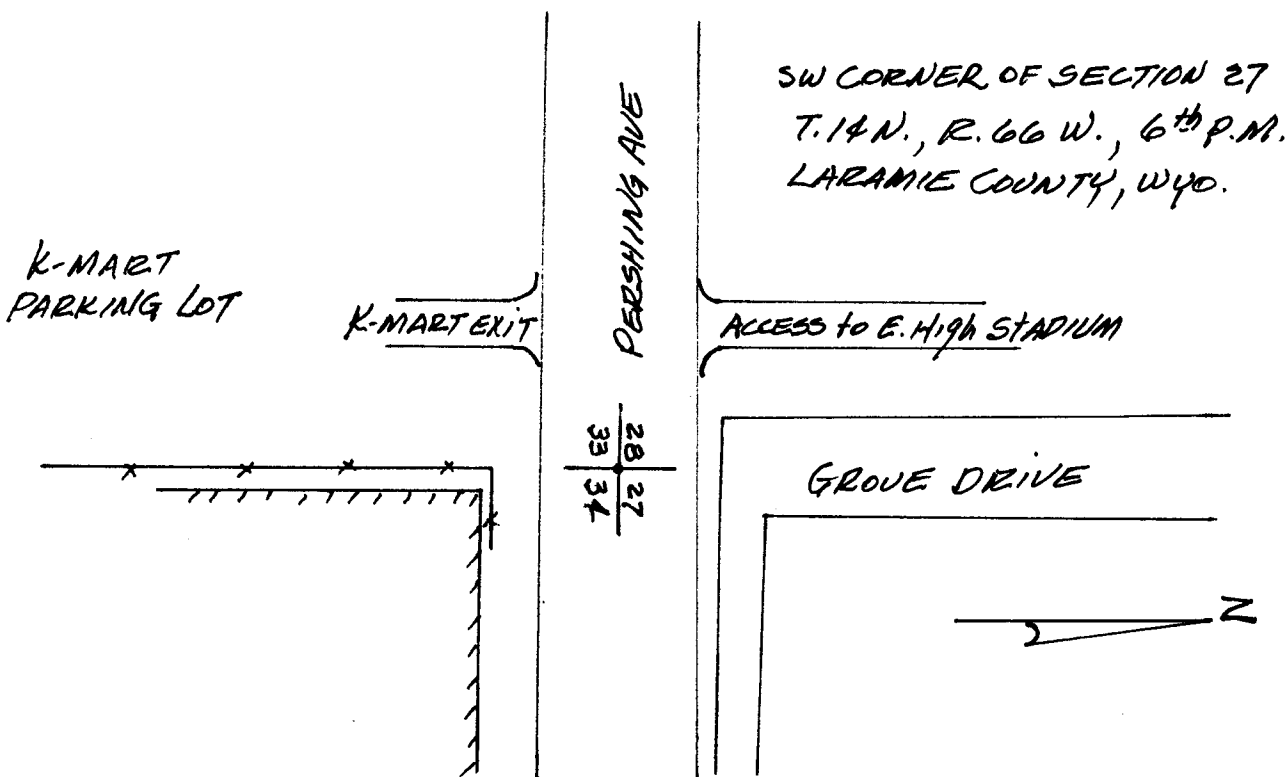 SW CORNER OF SECTION 27
T.14N., R.66 W., 6th P.M.
LARAMIE COUNTY, WYO.
PERSHING AVE
K-MART
PARKING LOT
K-MART EXIT
ACCESS to E. High STADIUM
28 27
33 34
GROVE DRIVE
N